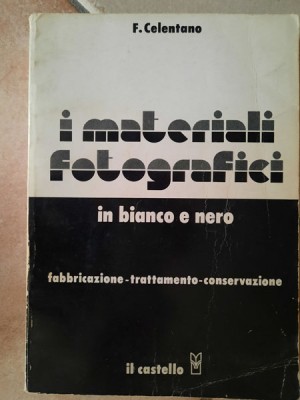 F. Celentano
i materiali
fotografici
in bianco e nero
fabbricazione-trattamento-conservazione
il castello